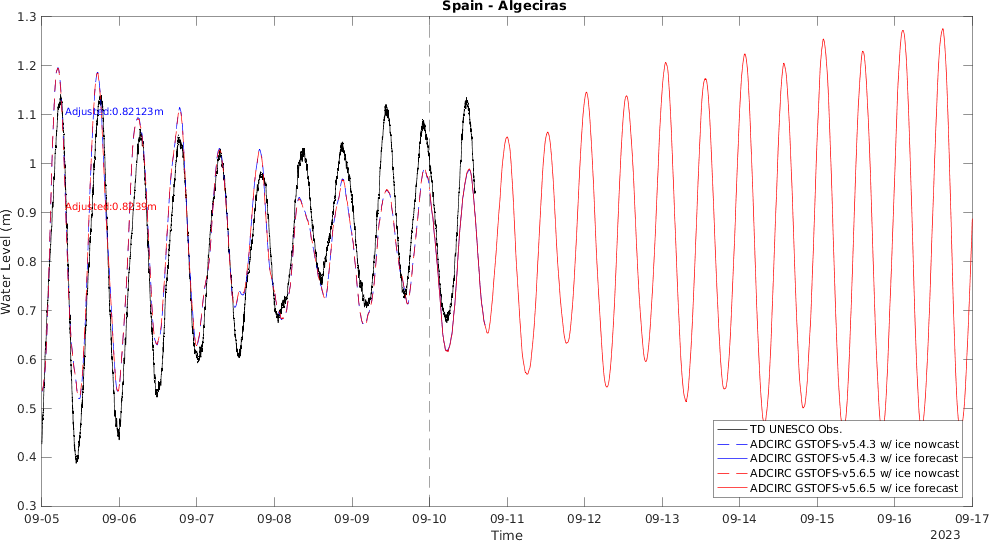 Spain - Algeciras
1.3
1.2
1.1
1
0.9
0.8
0.7
0.6
0.5
0.4
0.3
Water Level (m)
Adjusted:0.82123m
Adjusted:0.8239m
TD UNESCO Obs.
ADCIRC GSTOFS-v5.4.3 w/ ice nowcast
ADCIRC GSTOFS-v5.4.3 w/ ice forecast
ADCIRC GSTOFS-v5.6.5 w/ ice nowcast
ADCIRC GSTOFS-v5.6.5 w/ ice forecast
09-05 09-06 09-07 09-08 09-09 09-10 09-11 09-12 09-13 09-14 09-15 09-16 09-17
Time
2023